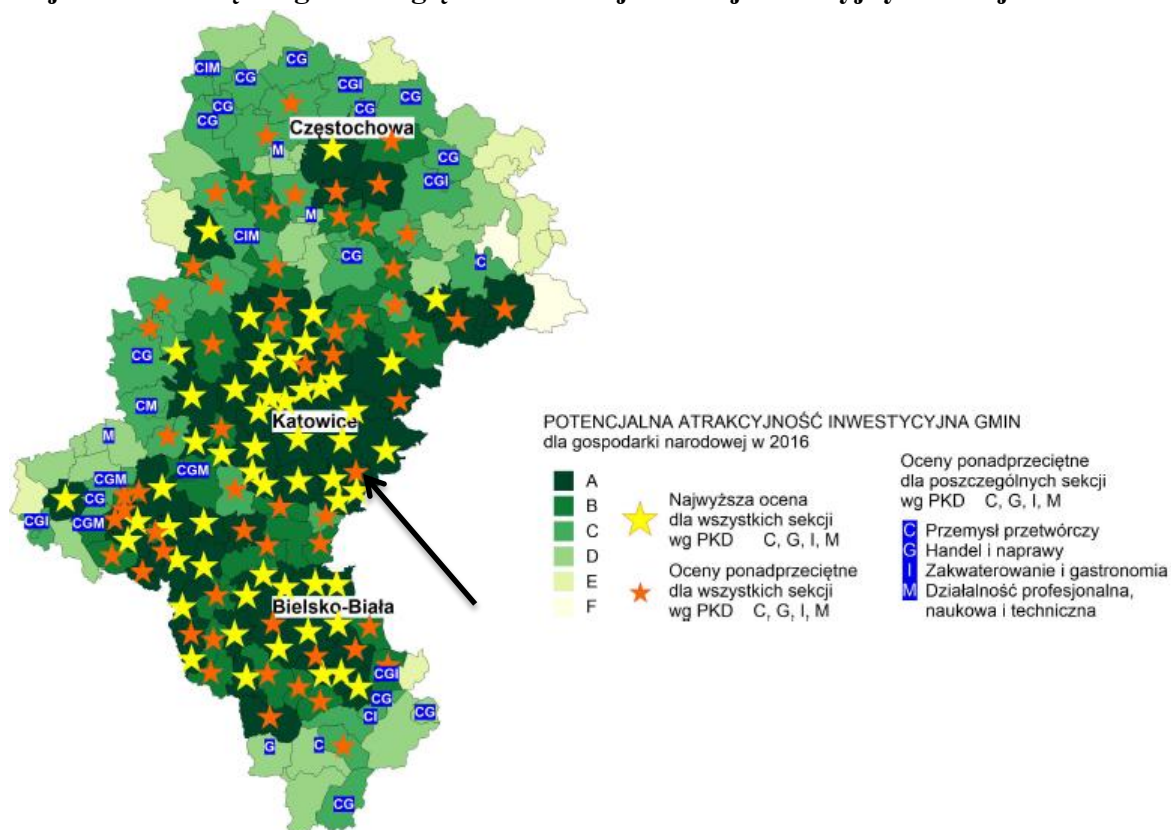 CIM
CG
CG
CGI
CG
CG
CG
CG
Częstochowa
M
CG
CGI
M
CIM
CG
C
CG
CM
Katowice
M
CGM
CGM
CG
CGI
CGM
Bielsko-Biała
CGI
CG
CI
CG
G
C
CG
POTENCJALNA ATRAKCYJNOŚĆ INWESTYCYJNA GMIN
dla gospodarki narodowej w 2016
A
B
C
D
E
F
Najwyższa ocena
dla wszystkich sekcji
wg PKD C, G, I, M
Oceny ponadprzeciętne
dla wszystkich sekcji
wg PKD C, G, I, M
Oceny ponadprzeciętne
dla poszczególnych sekcji
wg PKD C, G, I, M
C Przemysł przetwórczy
G Handel i naprawy
I Zakwaterowanie i gastronomia
M Działalność profesjonalna,
naukowa i techniczna